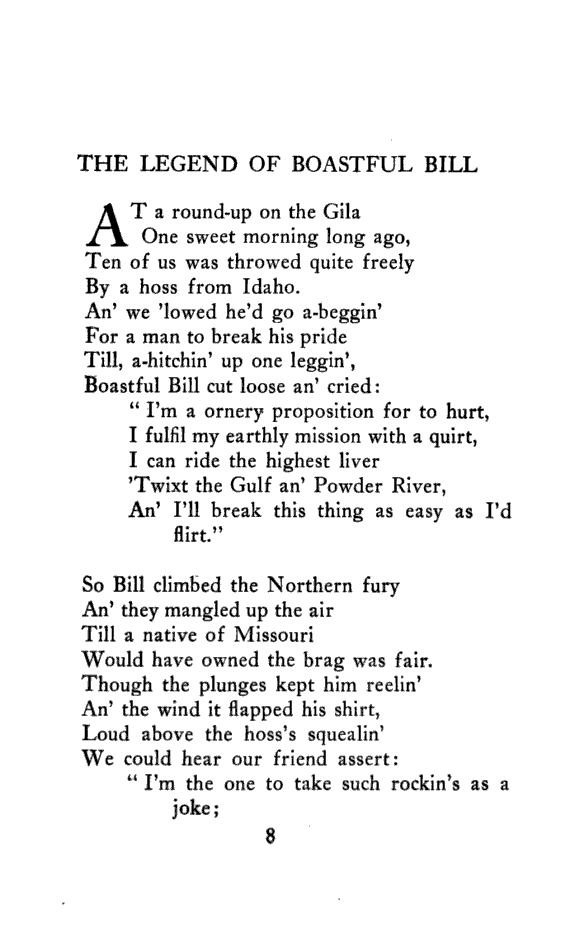 THE LEGEND OF BOASTFUL BILL
AT a round-up on the Gila
One sweet morning long ago,
Ten of us was throwed quite freely
By a hoss from Idaho.
An' we 'lowed he'd go a-beggin'
For a man to break his pride
Till, a-hitchin' up one leggin',
Boastful Bill cut loose an' cried:
“ I'm a ornery proposition for to hurt,
I fulfil my earthly mission with a quirt,
I can ride the highest liver
'Twixt the Gulf an' Powder River,
An' I'll break this thing as easy as I'd
flirt.”
So Bill climbed the Northern fury
An' they mangled up the air
Till a native of Missouri
Would have owned the brag was fair.
Though the plunges kept him reelin'
An' the wind it flapped his shirt,
Loud above the hoss's squealin'
We could hear our friend assert:
“ I'm the one to take such rockin's as a
joke;
8